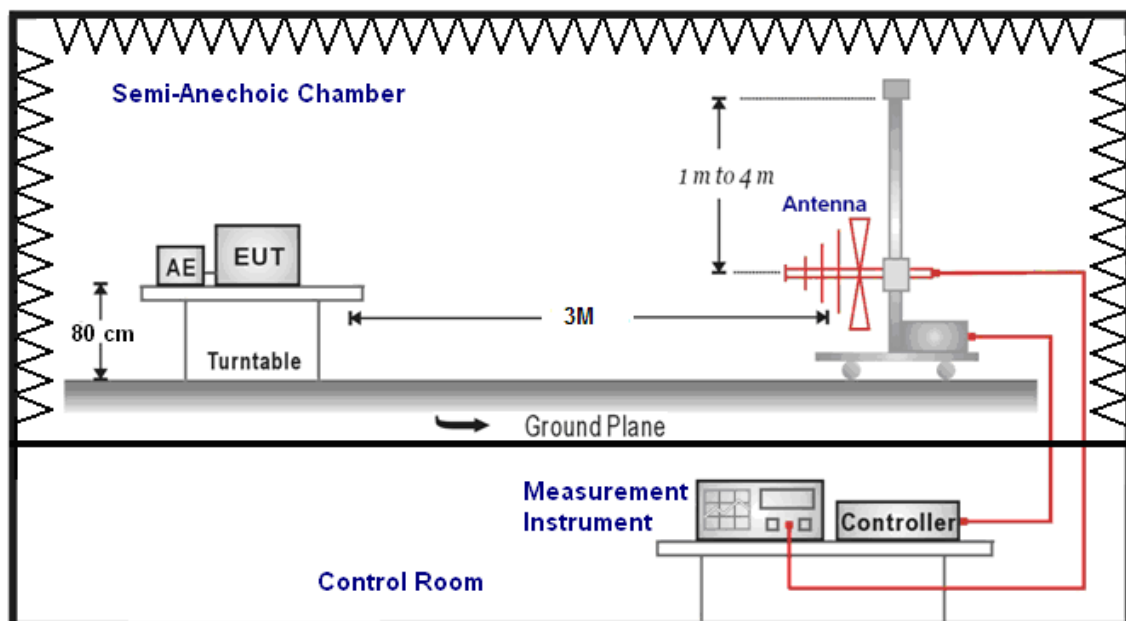 Semi-Anechoic Chamber
1 m to 4 m
Antenna
AE
EUT
80 cm
3M
Turntable
Ground Plane
Measurement
Instrument
Controller
Control Room